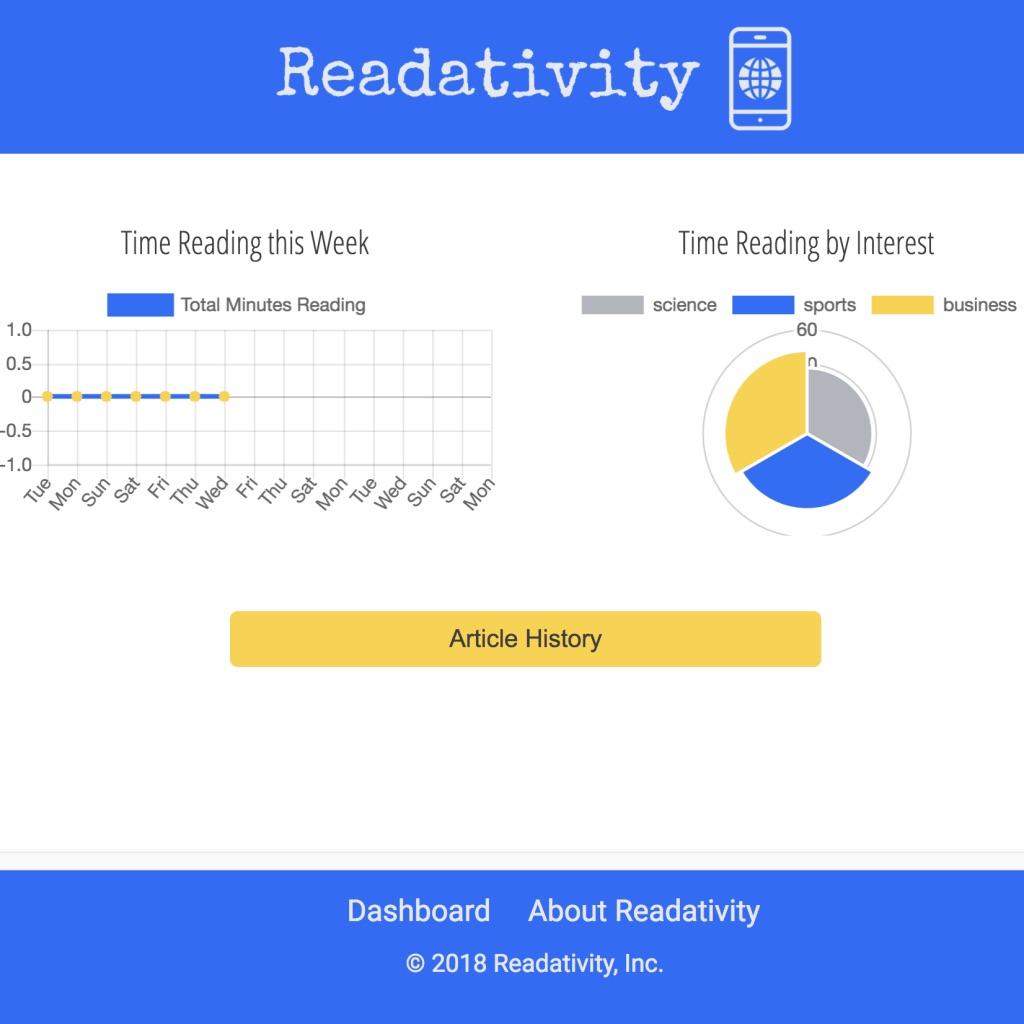 Readativity
Time Reading this Week
Total Minutes Reading
1.0
0.5
0
-0.5
-1.0
Tue Mon Sun Sat Fri Thu Wed Fri Thu Sat Mon Tue Wed Sun Sat Mon
Time Reading by Interest
science sports business
60
Article History
Dashboard About Readativity
© 2018 Readativity, Inc.